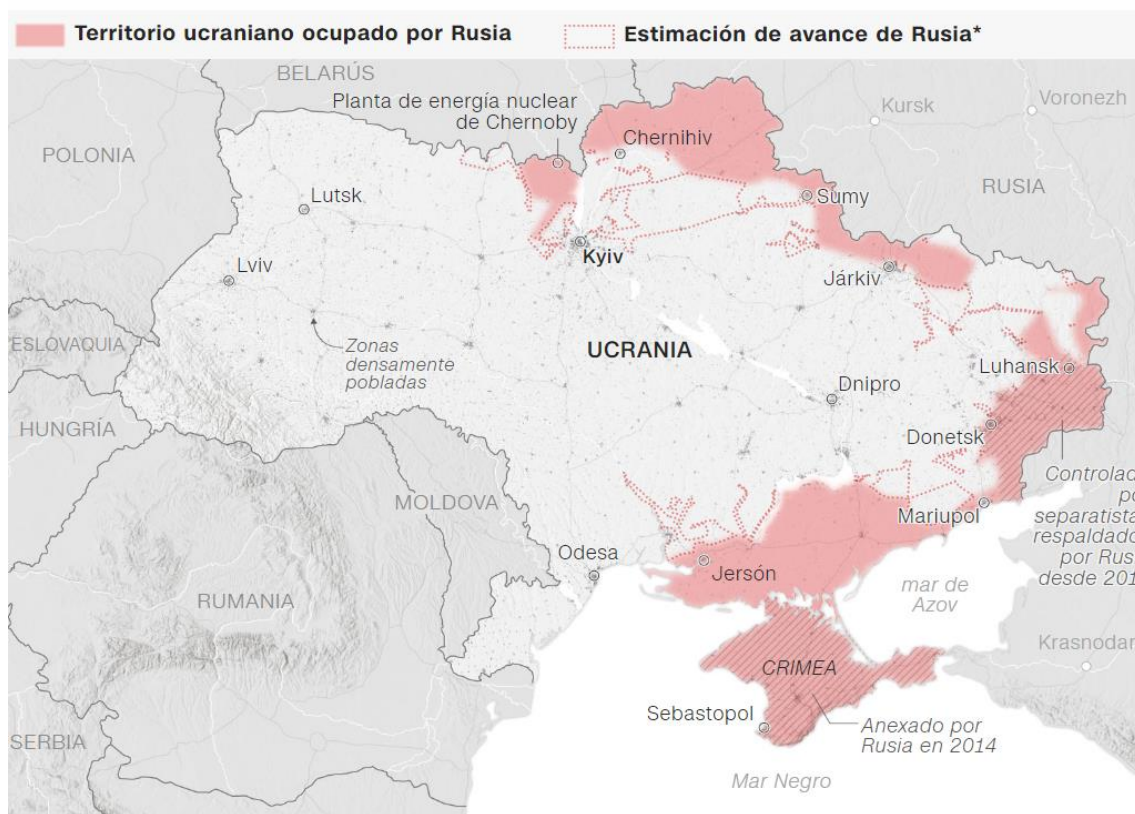 Territorio ucraniano ocupado por Rusia
Estimación de avance de Rusia*
BELARÚS
Planta de energía nuclear
de Chernoby
Kursk
Voronezh
Chernihiv
POLONIA
RUSIA
Lutsk
Sumy
Kyiv
Lviv
Járkiv
ESLOVAQUIA
Zonas
densamente
pobladas
UCRANIA
Luhansk
Dnipro
HUNGRÍA
Donetsk
MOLDOVA
Controlad
po
separatista
respaldado
por Rus
desde 201
Mariupol
Odesa
Jersón
mar de
Azov
RUMANIA
Krasnodar
CRIMEA
Sebastopol
Anexado por
Rusia en 2014
SERBIA
Mar Negro